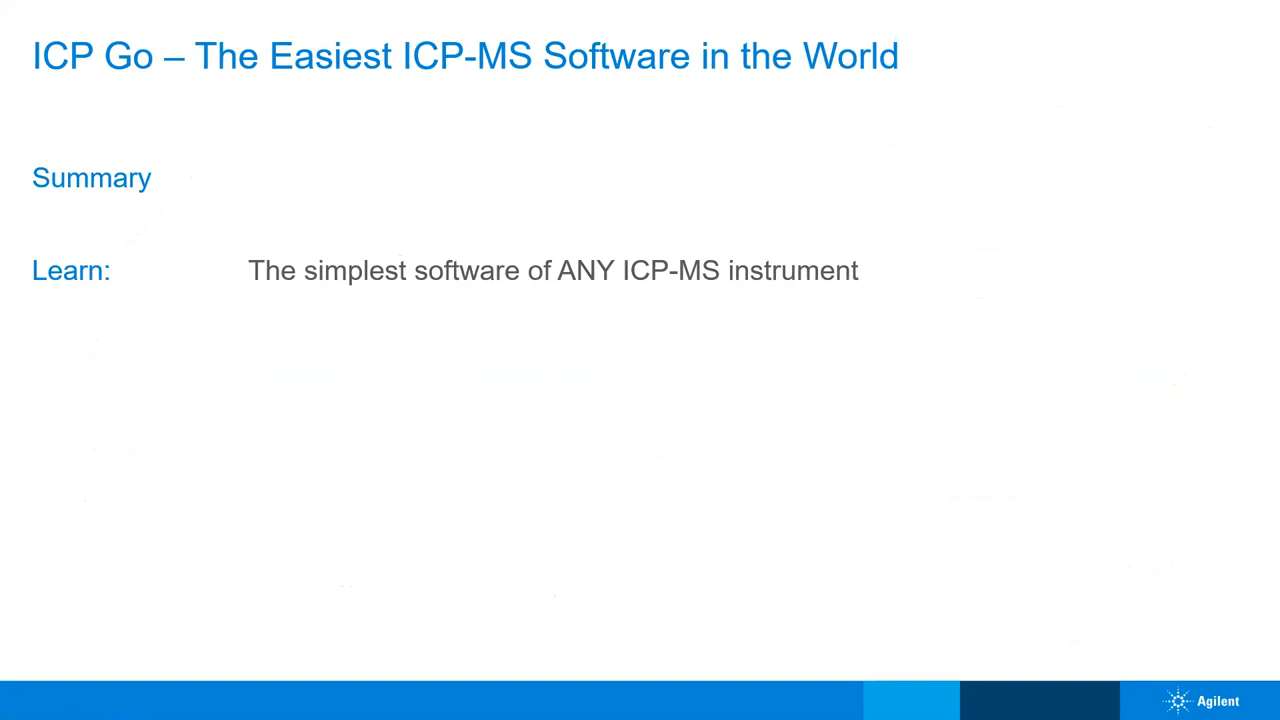 ICP Go – The Easiest ICP-MS Software in the World
Summary
Learn: The simplest software of ANY ICP-MS instrument
Agilent